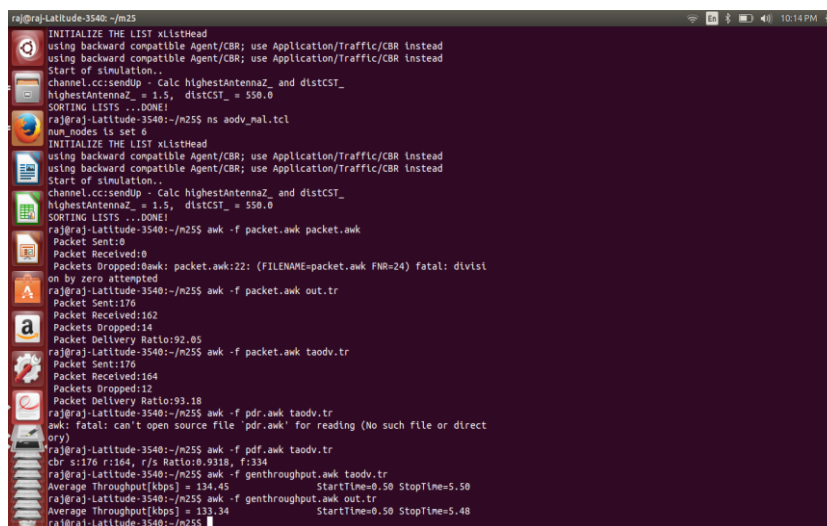 raj@raj-Latitude-3540: ~/m25
En
10:14 PM
INITIALIZE THE LIST xListHead
using backward compatible Agent/CBR; use Application/Traffic/CBR instead
using backward compatible Agent/CBR; use Application/Traffic/CBR instead
Start of simulation..
channel.cc:sendUp - Calc highestAntennaZ_ and distCST_
highestAntennaZ_ = 1.5, distCST_ = 550.0
SORTING LISTS ...DONE!
raj@raj-Latitude-3540:~/m25$ ns aodv_mal.tcl
num_nodes is set 6
INITIALIZE THE LIST xListHead
using backward compatible Agent/CBR; use Application/Traffic/CBR instead
using backward compatible Agent/CBR; use Application/Traffic/CBR instead
Start of simulation..
channel.cc:sendUp - Calc highestAntennaZ_ and distCST_
highestAntennaZ_ = 1.5, distCST_ = 550.0
SORTING LISTS ...DONE!
raj@raj-Latitude-3540:~/m25$ awk -f packet.awk packet.awk
Packet Sent:0
Packet Received:0
Packets Dropped:0awk: packet.awk:22: (FILENAME=packet.awk FNR=24) fatal: divisi
on by zero attempted
raj@raj-Latitude-3540:~/m25$ awk -f packet.awk out.tr
Packet Sent:176
Packet Received:162
Packets Dropped:14
Packet Delivery Ratio:92.05
raj@raj-Latitude-3540:~/m25$ awk -f packet.awk taodv.tr
Packet Sent:176
Packet Received:164
Packets Dropped:12
Packet Delivery Ratio:93.18
raj@raj-Latitude-3540:~/m25$ awk -f pdr.awk taodv.tr
awk: fatal: can't open source file `pdr.awk' for reading (No such file or direct
ory)
raj@raj-Latitude-3540:~/m25$ awk -f pdf.awk taodv.tr
cbr s:176 r:164, r/s Ratio:0.9318, f:334
raj@raj-Latitude-3540:~/m25$ awk -f genthroughput.awk taodv.tr
Average Throughput[kbps] = 134.45 StartTime=0.50 StopTime=5.50
raj@raj-Latitude-3540:~/m25$ awk -f genthroughput.awk out.tr
Average Throughput[kbps] = 133.34 StartTime=0.50 StopTime=5.48
raj@raj-Latitude-3540:~/m25$